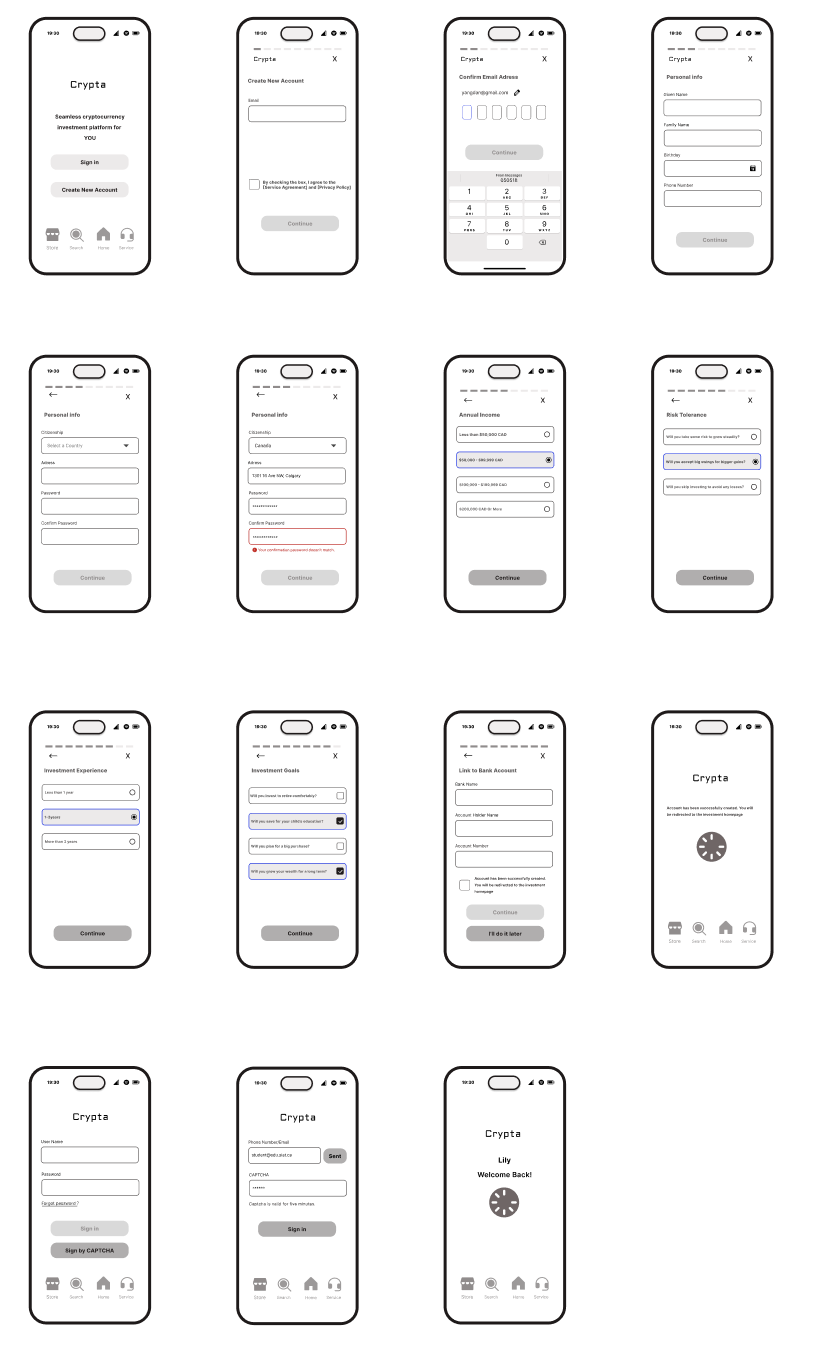 19:30
Crypta
Seamless cryptocurrency
investment platform for
YOU
Sign in
Create New Account
Store
Search
Home
Service
19:30
Crypta
X
Create New Account
Email
By checking the box, I agree to the
[Service Agreement] and [Privacy Policy]
Continue
19:30
Crypta
X
Confirm Email Adress
yongdan@gmail.com
Continue
From Messages
050518
1
2
ABC
3
DEF
4
GHI
5
JKL
6
MNO
7
PQRS
8
TUV
9
WXYZ
0
19:30
Crypta
X
Personal info
Given Name
Family Name
Birthday
Phone Number
Continue
19:30
X
Personal info
Citizenship
Select a Country
Adress
Password
Confirm Password
Continue
19:30
X
Personal info
Citizenship
Canada
Adress
1301 16 Ave NW, Calgary
Password
************
Confirm Password
************
Your confirmation password doesn't match.
Continue
19:30
X
Annual Income
Less than $50,000 CAD
$50,000 - $99,999 CAD
$100,000 - $199,999 CAD
$200,000 CAD Or More
Continue
19:30
X
Risk Tolerance
Will you take some risk to grow steadily?
Will you accept big swings for bigger gains?
Will you skip investing to avoid any losses?
Continue
19:30
X
Investment Experience
Less than 1 year
1-3years
More than 3 years
Continue
19:30
X
Investment Goals
Will you invest to retire comfortably?
Will you save for your child's education?
Will you plan for a big purchase?
Will you grow your wealth for a long term?
Continue
19:30
X
Link to Bank Account
Bank Name
Account Holder Name
Account Number
Account has been successfully created.
You will be redirected to the investment
homepage
Continue
I'll do it later
19:30
Crypta
Account has been successfully created. You will
be redirected to the investment homepage
Store
Search
Home
Service
19:30
Crypta
User Name
Password
Forgot password ?
Sign in
Sign by CAPTCHA
Store
Search
Home
Service
19:30
Crypta
Phone Number/Email
student@edu.sait.ca
Sent
CAPTCHA
******
Captcha is valid for five minutes.
Sign in
Store
Search
Home
Service
19:30
Crypta
Lily
Welcome Back!
Store
Search
Home
Service